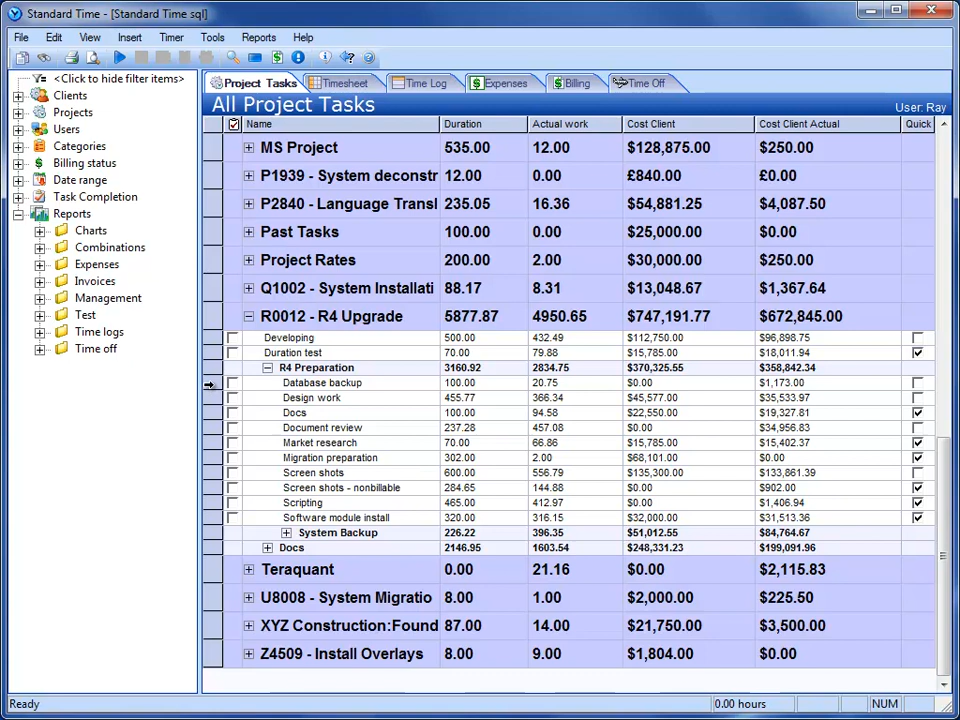 Standard Time - [Standard Time sql]
File Edit View Insert Timer Tools Reports Help
<Click to hide filter items>
Clients
Projects
Users
Categories
Billing status
Date range
Task Completion
Reports
Charts
Combinations
Expenses
Invoices
Management
Test
Time logs
Time off
Project Tasks Timesheet Time Log Expenses Billing Time Off
All Project Tasks User: Ray
Name Duration Actual work Cost Client Cost Client Actual Quick
MS Project 535.00 12.00 $128,875.00 $250.00
P1939 - System deconstr 12.00 0.00 £840.00 £0.00
P2840 - Language Transl 235.05 16.36 $54,881.25 $4,087.50
Past Tasks 100.00 0.00 $25,000.00 $0.00
Project Rates 200.00 2.00 $30,000.00 $250.00
Q1002 - System Installati 88.17 8.31 $13,048.67 $1,367.64
R0012 - R4 Upgrade 5877.87 4950.65 $747,191.77 $672,845.00
Developing 500.00 432.49 $112,750.00 $96,898.75
Duration test 70.00 79.88 $15,785.00 $18,011.94
R4 Preparation 3160.92 2834.75 $370,325.55 $358,842.34
Database backup 100.00 20.75 $0.00 $1,173.00
Design work 455.77 366.34 $45,577.00 $35,533.97
Docs 100.00 94.58 $22,550.00 $19,327.81
Document review 237.28 457.08 $0.00 $34,956.83
Market research 70.00 66.86 $15,785.00 $15,402.37
Migration preparation 302.00 2.00 $68,101.00 $0.00
Screen shots 600.00 556.79 $135,300.00 $133,861.39
Screen shots - nonbillable 284.65 144.88 $0.00 $902.00
Scripting 465.00 412.97 $0.00 $1,406.94
Software module install 320.00 316.15 $32,000.00 $31,513.36
System Backup 226.22 396.35 $51,012.55 $84,764.67
Docs 2146.95 1603.54 $248,331.23 $199,091.96
Teraquant 0.00 21.16 $0.00 $2,115.83
U8008 - System Migratio 8.00 1.00 $2,000.00 $225.50
XYZ Construction:Found 87.00 14.00 $21,750.00 $3,500.00
Z4509 - Install Overlays 8.00 9.00 $1,804.00 $0.00
Ready 0.00 hours NUM